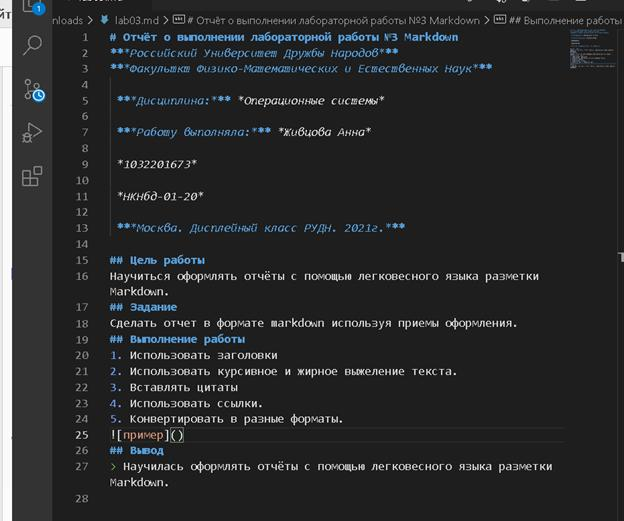 nloads > lab03.md > # Отчёт о выполнении лабораторной работы №3 Markdown > ## Выполнение работы
1 # Отчёт о выполнении лабораторной работы №3 Markdown
2 ***Российский Университет Дружбы Народов***
3 ***Факульткт Физико-Математических и Естественных Наук***
4
5 ***Дисциплина:*** *Операционные системы*
6
7 ***Работу выполняла:*** *Живцова Анна*
8
9 *1032201673*
10
11 *НКНбд-01-20*
12
13 ***Москва. Дисплейный класс РУДН. 2021г.***
14
15 ## Цель работы
16 Научиться оформлять отчёты с помощью легковесного языка разметки
Markdown.
17 ## Задание
18 Сделать отчет в формате markdown используя приемы оформления.
19 ## Выполнение работы
20 1. Использовать заголовки
21 2. Использовать курсивное и жирное выжеление текста.
22 3. Вставлять цитаты
23 4. Использовать ссылки.
24 5. Конвертировать в разные форматы.
25 ![пример]()
26 ## Вывод
27 > Научилась оформлять отчёты с помощью легковесного языка разметки
Markdown.
28